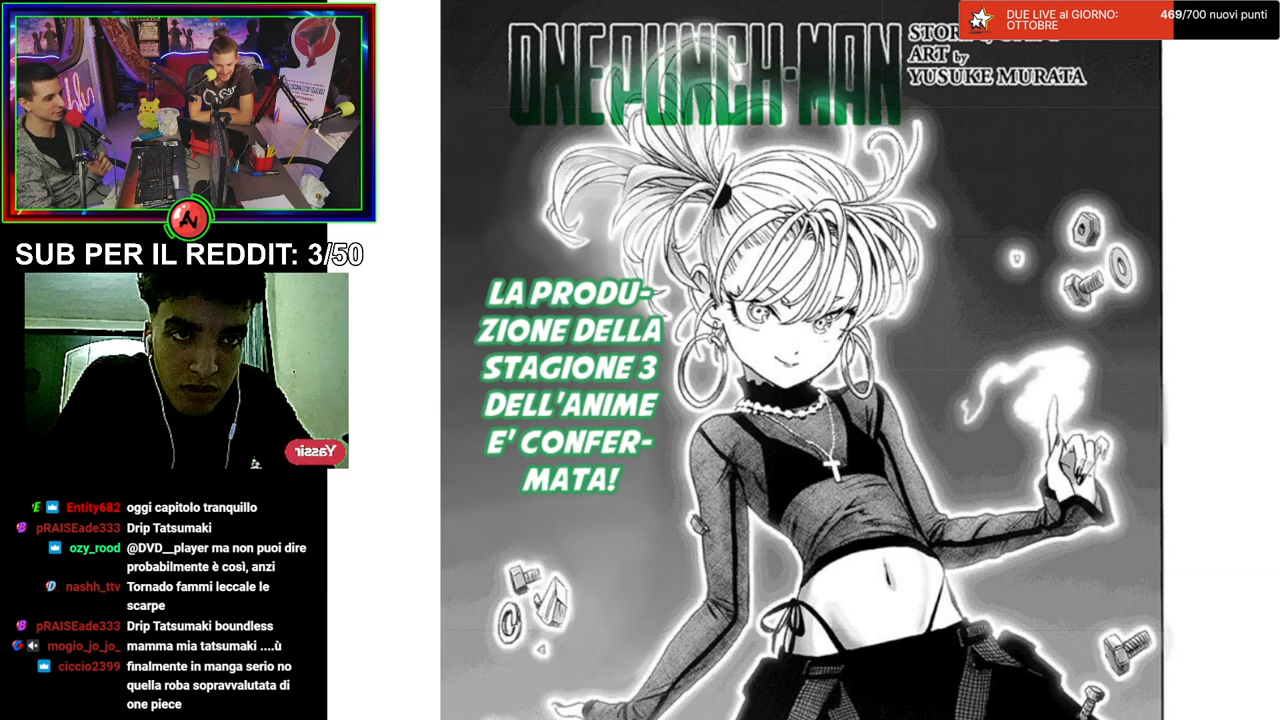 DUE LIVE al GIORNO:
OTTOBRE
469/700 nuovi punti
ONE PUNCH-MAN
ART by
YUSUKE MURATA
SUB PER IL REDDIT: 3/50
LA PRODU-
ZIONE DELLA
STAGIONE 3
DELL'ANIME
E' CONFER-
MATA!
Yassir
Entity682 oggi capitolo tranquillo
pRAISEade333 Drip Tatsumaki
ozy_rood @DVD__player ma non puoi dire
probabilmente è così, anzi
nashh_ttv Tornado fammi leccale le
scarpe
pRAISEade333 Drip Tatsumaki boundless
mogio_jo_jo_ mamma mia tatsumaki ....ù
ciccio2399 finalmente in manga serio no
quella roba sopravvalutata di
one piece